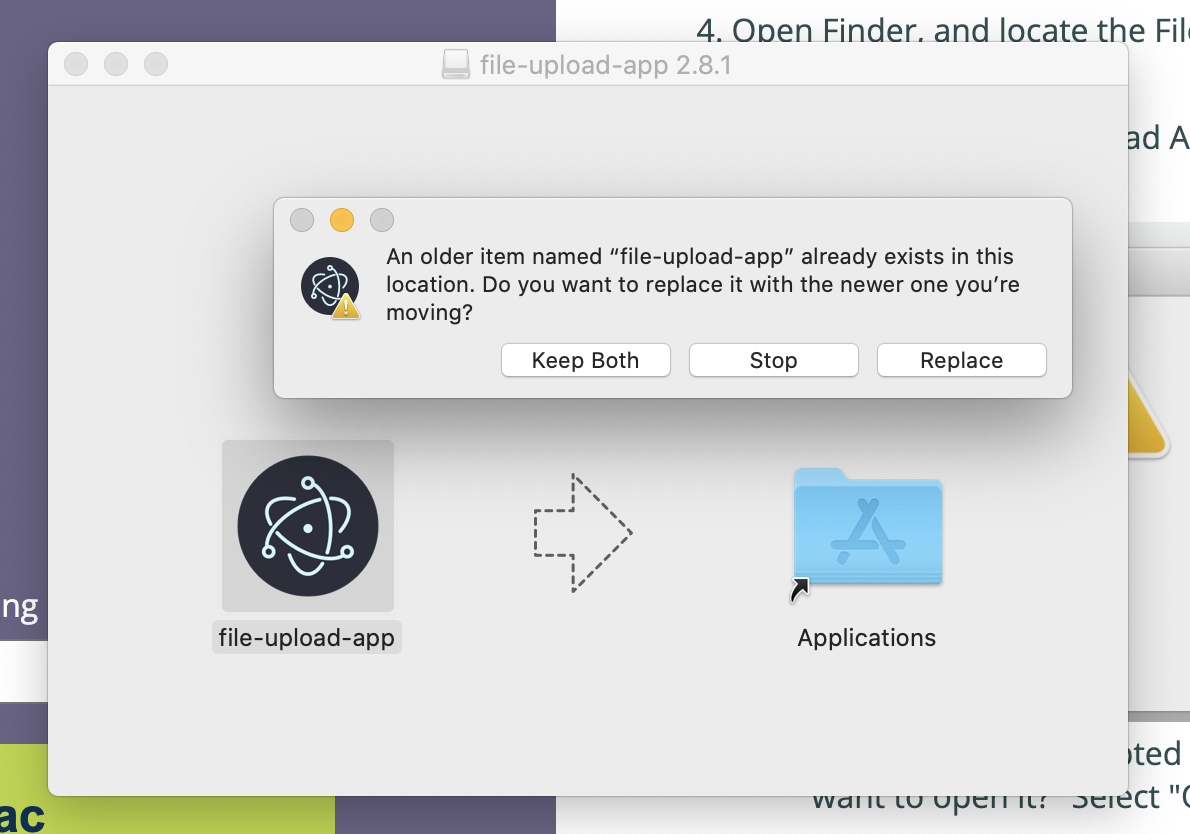 4. Open Finder, and locate the File
file-upload-app 2.8.1
ad A
An older item named “file-upload-app” already exists in this
location. Do you want to replace it with the newer one you’re
moving?
Keep Both
Stop
Replace
ng
file-upload-app
Applications
oted
want to open it?" Select "O
ac